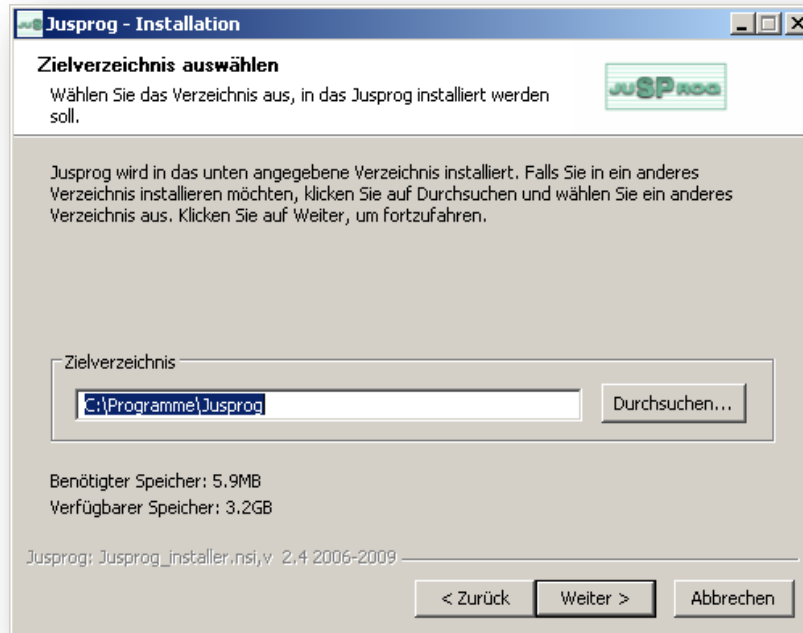 Jusprog - Installation
Zielverzeichnis auswählen
Wählen Sie das Verzeichnis aus, in das Jusprog installiert werden
soll.
JUSPROG
Jusprog wird in das unten angegebene Verzeichnis installiert. Falls Sie in ein anderes
Verzeichnis installieren möchten, klicken Sie auf Durchsuchen und wählen Sie ein anderes
Verzeichnis aus. Klicken Sie auf Weiter, um fortzufahren.
Zielverzeichnis
C:\Programme\Jusprog
Durchsuchen...
Benötigter Speicher: 5.9MB
Verfügbarer Speicher: 3.2GB
Jusprog: Jusprog_installer.nsi,v 2.4 2006-2009
< Zurück
Weiter >
Abbrechen